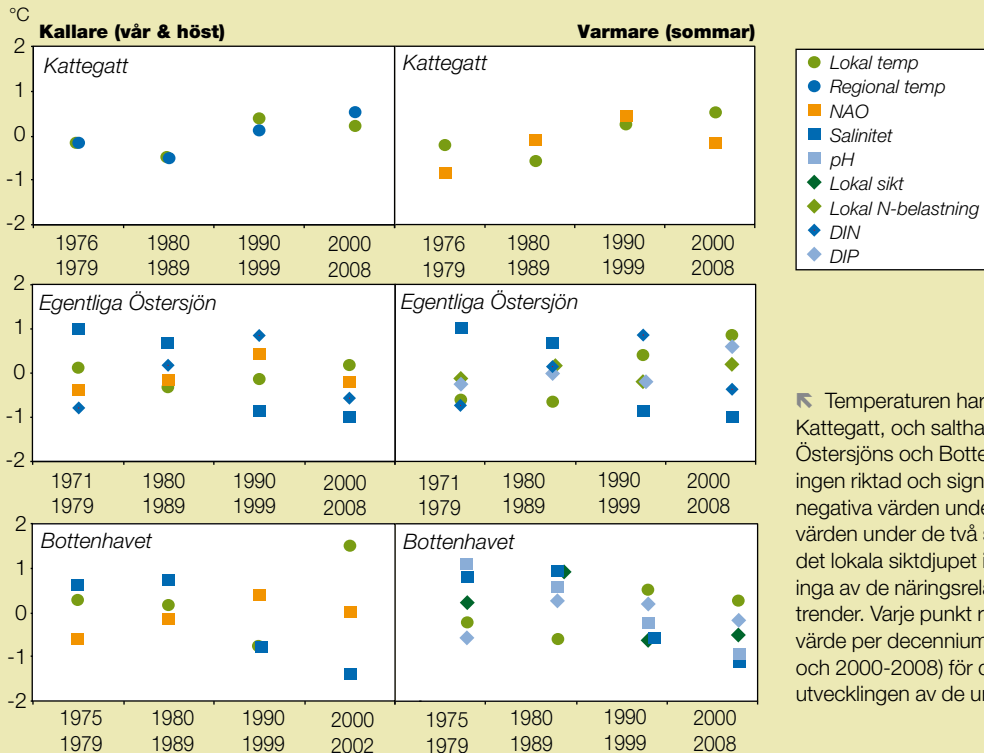 °C
Kallare (vår & höst)
Varmare (sommar)
2
1
0
-1
-2
Kattegatt
Kattegatt
1976 1980 1990 2000
1979 1989 1999 2008
1976 1980 1990 2000
1979 1989 1999 2008
Lokal temp
Regional temp
NAO
Salinitet
pH
Lokal sikt
Lokal N-belastning
DIN
DIP
2
1
0
-1
-2
Egentliga Östersjön
Egentliga Östersjön
1971 1980 1990 2000
1979 1989 1999 2008
1971 1980 1990 2000
1979 1989 1999 2008
2
1
0
-1
-2
Bottenhavet
Bottenhavet
1975 1980 1990 2000
1979 1989 1999 2002
1975 1980 1990 2000
1979 1989 1999 2008
Temperaturen har
Kattegatt, och saltha
Östersjöns och Botte
ingen riktad och sign
negativa värden unde
värden under de två s
det lokala siktdjupet i
inga av de näringsrela
trender. Varje punkt r
värde per decennium
och 2000-2008) för d
utvecklingen av de u